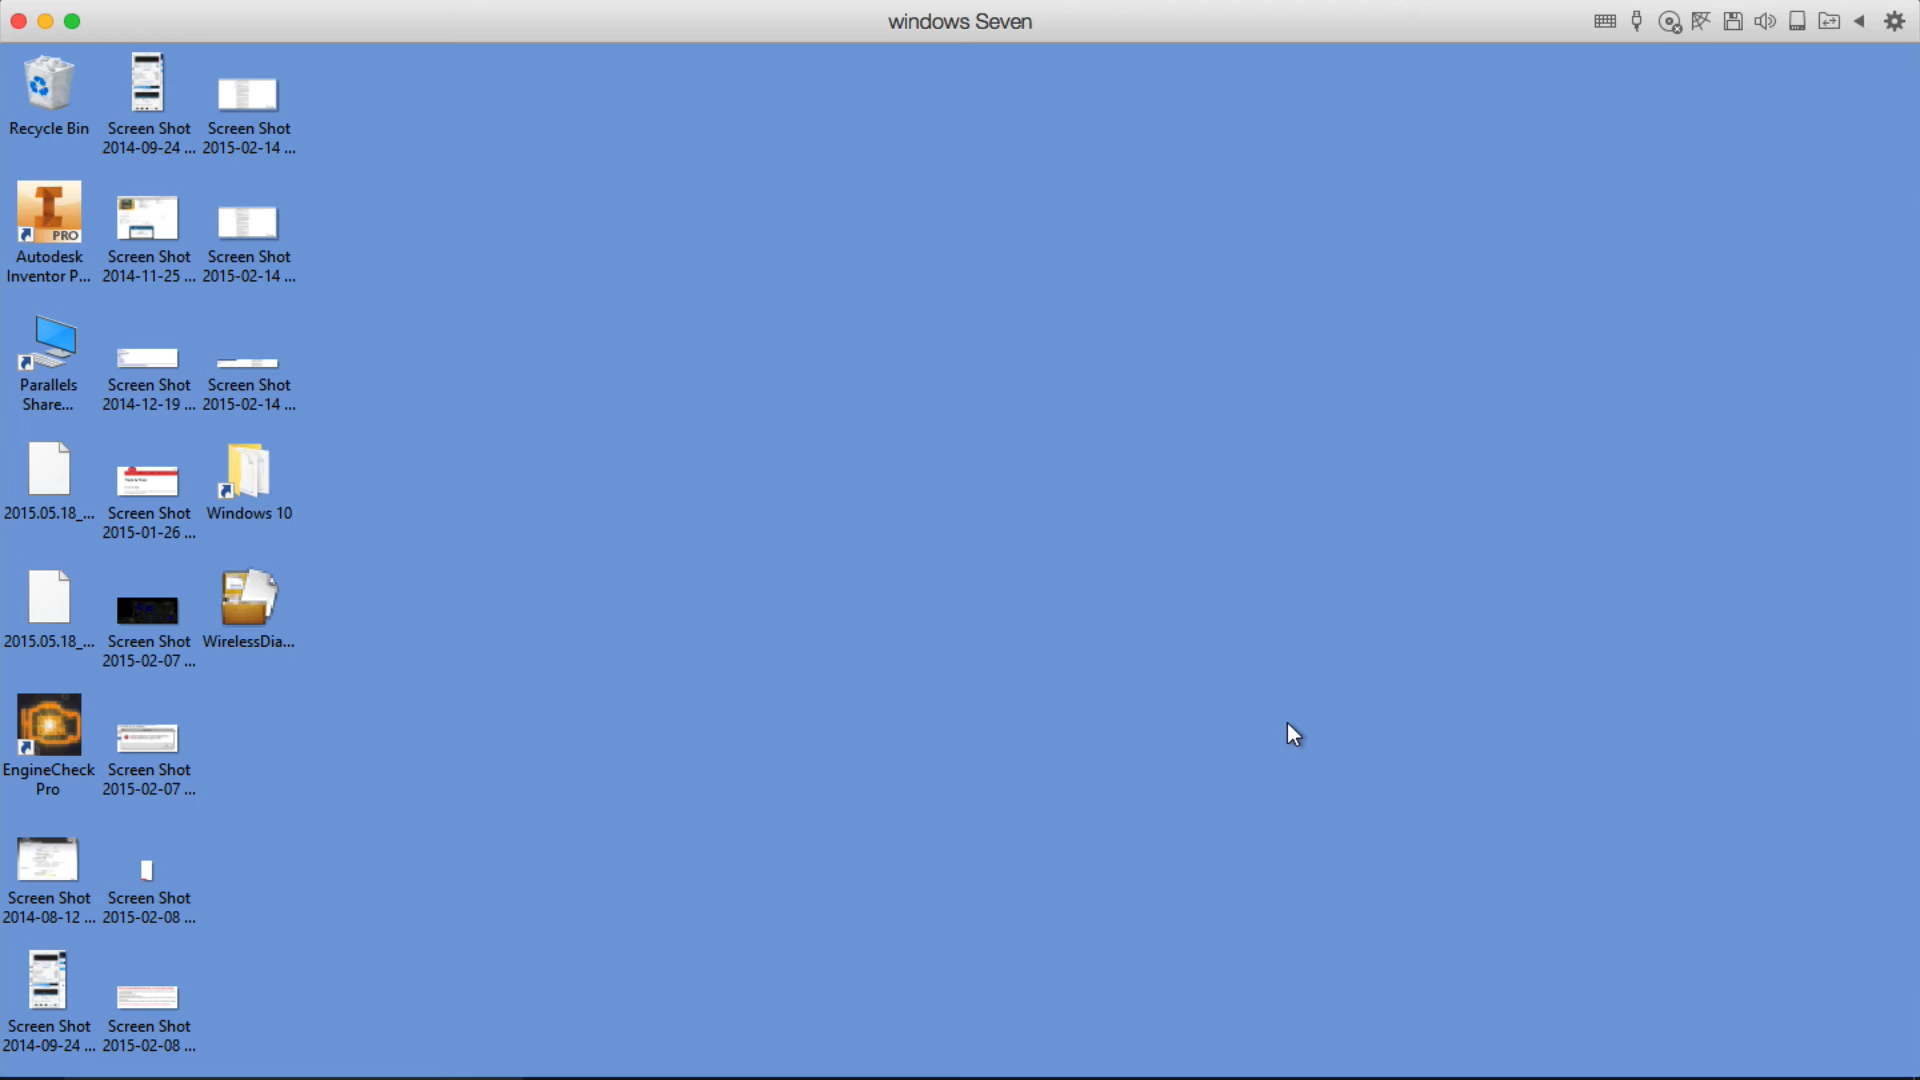 windows Seven
Recycle Bin
Screen Shot
2014-09-24 ...
Screen Shot
2015-02-14 ...
PRO
Autodesk
Inventor P...
Screen Shot
2014-11-25 ...
Screen Shot
2015-02-14 ...
Parallels
Share...
Screen Shot
2014-12-19 ...
Screen Shot
2015-02-14 ...
2015.05.18_...
Screen Shot
2015-01-26 ...
Windows 10
2015.05.18_...
Screen Shot
2015-02-07 ...
WirelessDia...
EngineCheck
Pro
Screen Shot
2015-02-07 ...
Screen Shot
2014-08-12 ...
Screen Shot
2015-02-08 ...
Screen Shot
2014-09-24 ...
Screen Shot
2015-02-08 ...